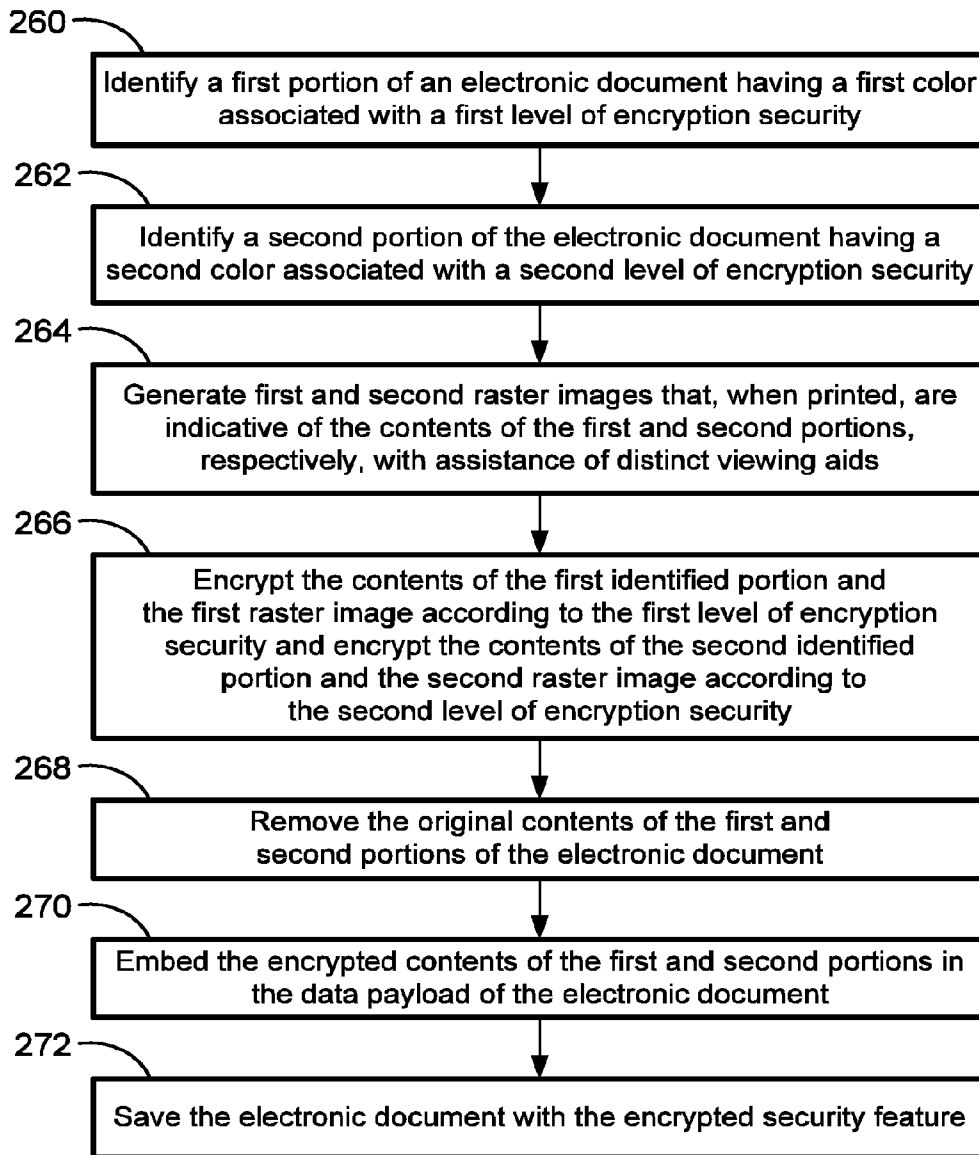 260
Identify a first portion of an electronic document having a first color
associated with a first level of encryption security
262
Identify a second portion of the electronic document having a
second color associated with a second level of encryption security
264
Generate first and second raster images that, when printed, are
indicative of the contents of the first and second portions,
respectively, with assistance of distinct viewing aids
266
Encrypt the contents of the first identified portion and
the first raster image according to the first level of encryption
security and encrypt the contents of the second identified
portion and the second raster image according to
the second level of encryption security
268
Remove the original contents of the first and
second portions of the electronic document
270
Embed the encrypted contents of the first and second portions in
the data payload of the electronic document
272
Save the electronic document with the encrypted security feature